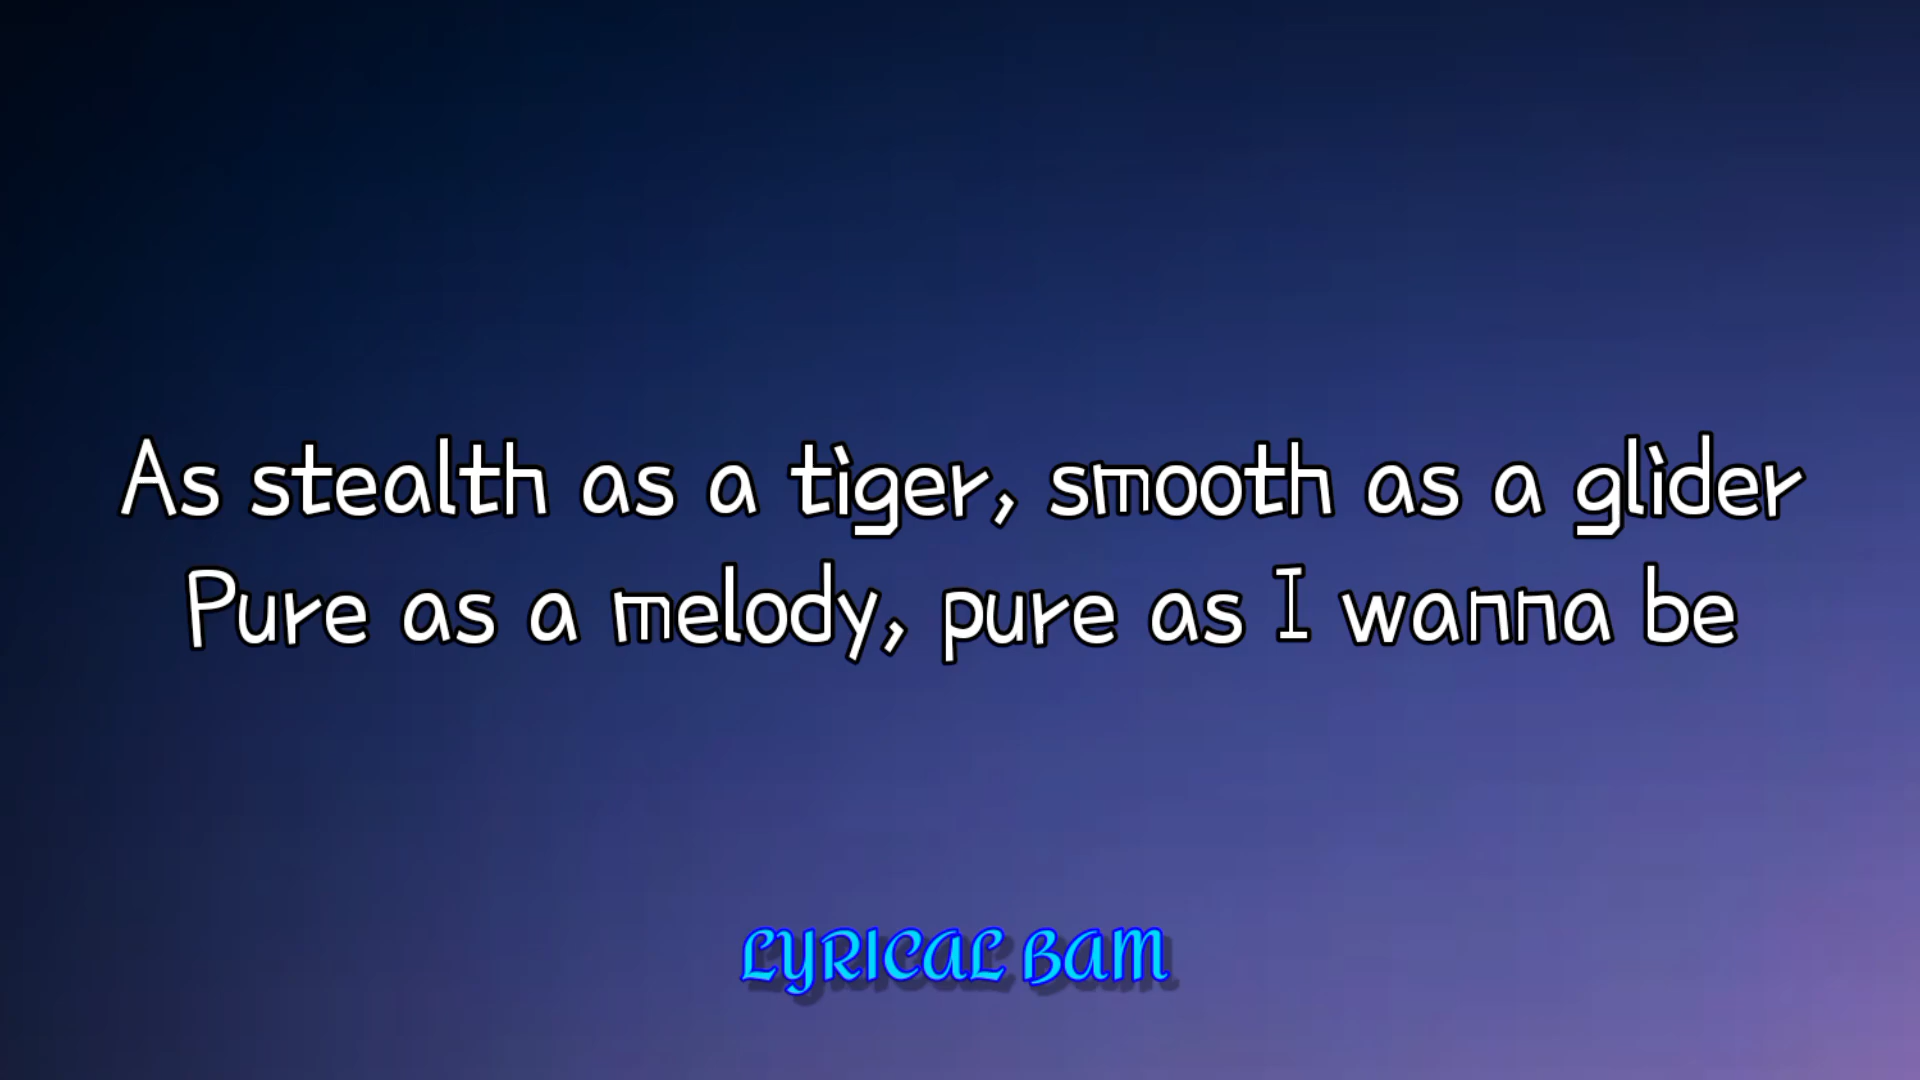 As stealth as a tiger, smooth as a glider
Pure as a melody, pure as I wanna be
LYRICAL BAM